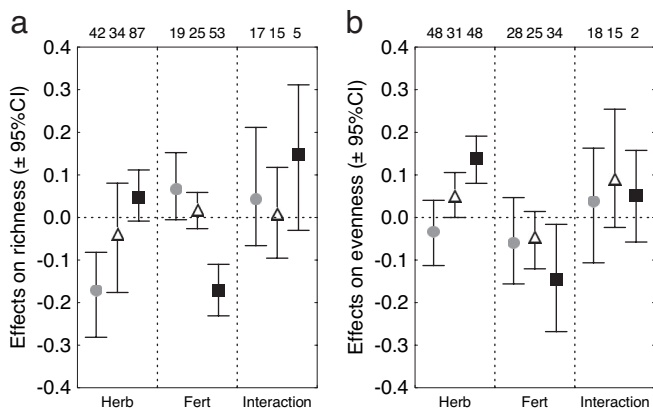 a
42 34 87 19 25 53 17 15 5
Effects on richness (± 95%CI)
0.4
0.3
0.2
0.1
0.0
-0.1
-0.2
-0.3
-0.4
Herb Fert Interaction
b
48 31 48 28 25 34 18 15 2
Effects on evenness (± 95%CI)
0.4
0.3
0.2
0.1
0.0
-0.1
-0.2
-0.3
-0.4
Herb Fert Interaction